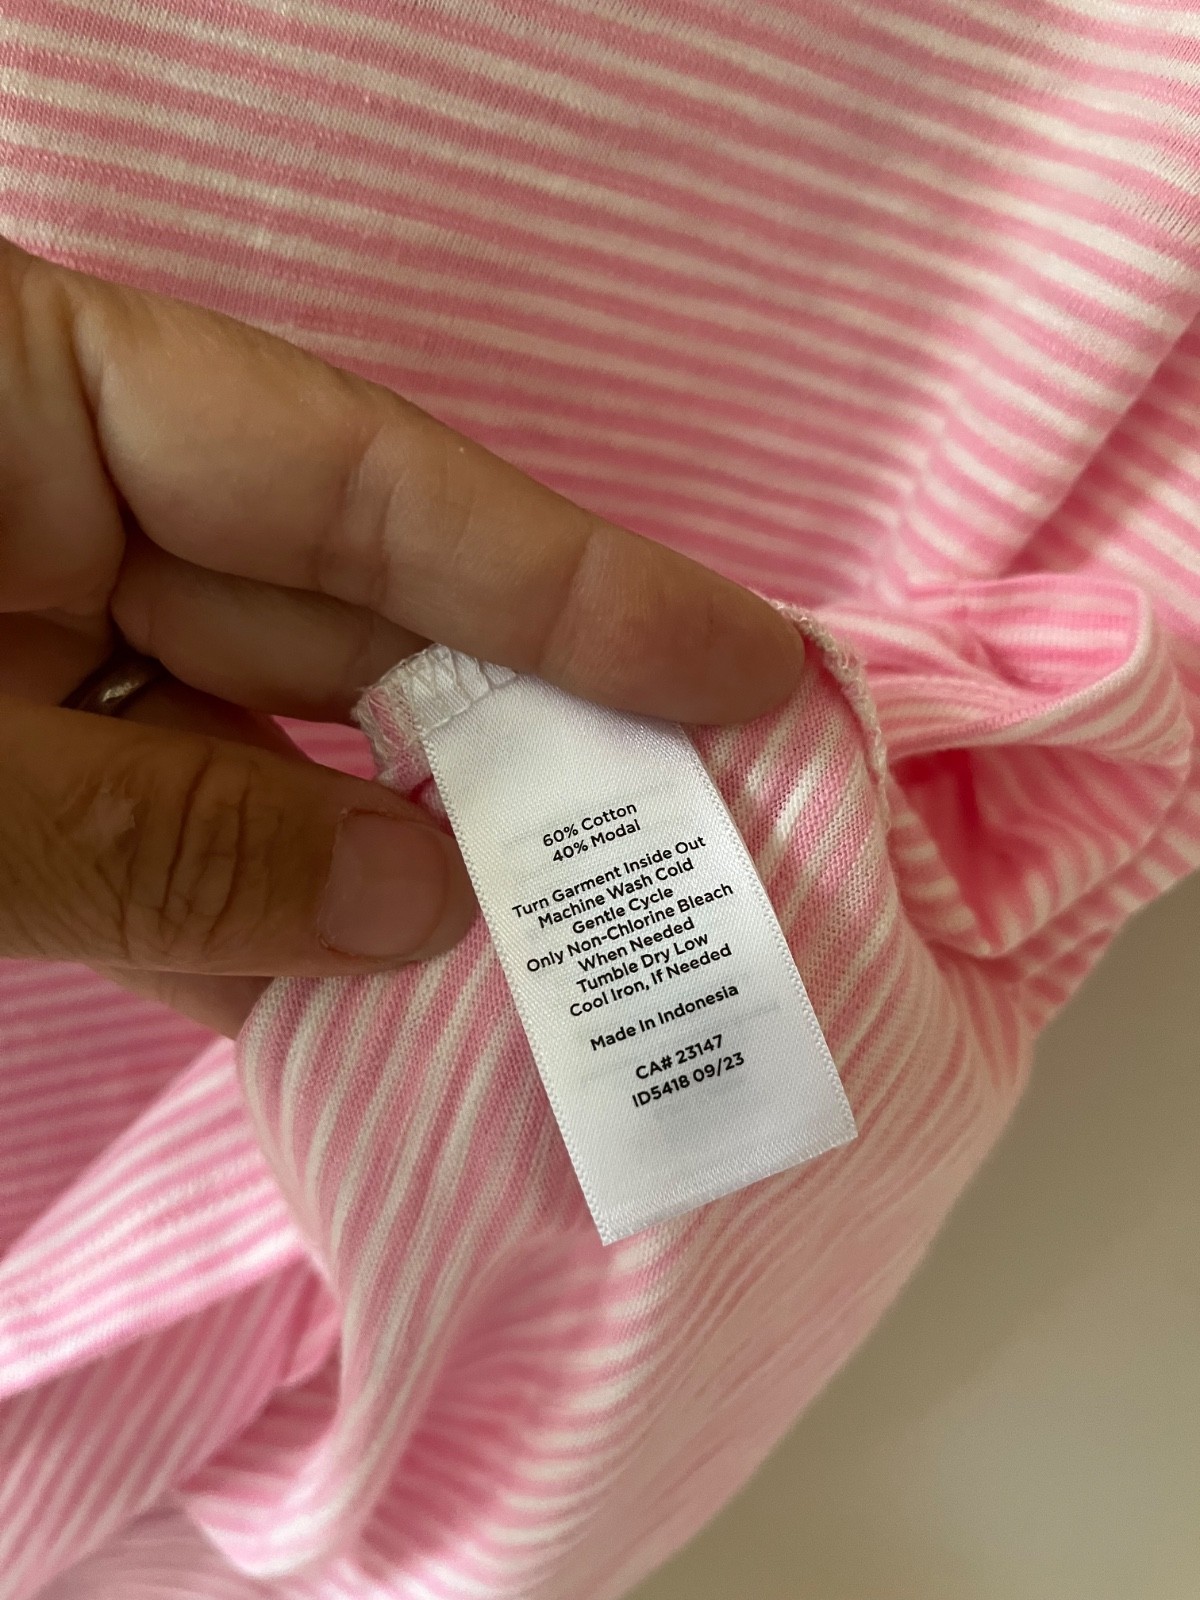 60% Cotton
40% Modal
Turn Garment Inside Out
Machine Wash Cold
Gentle Cycle
Only Non-Chlorine Bleach
When Needed
Tumble Dry Low
Cool Iron, If Needed
Made In Indonesia
CA# 23147
ID5418 09/23